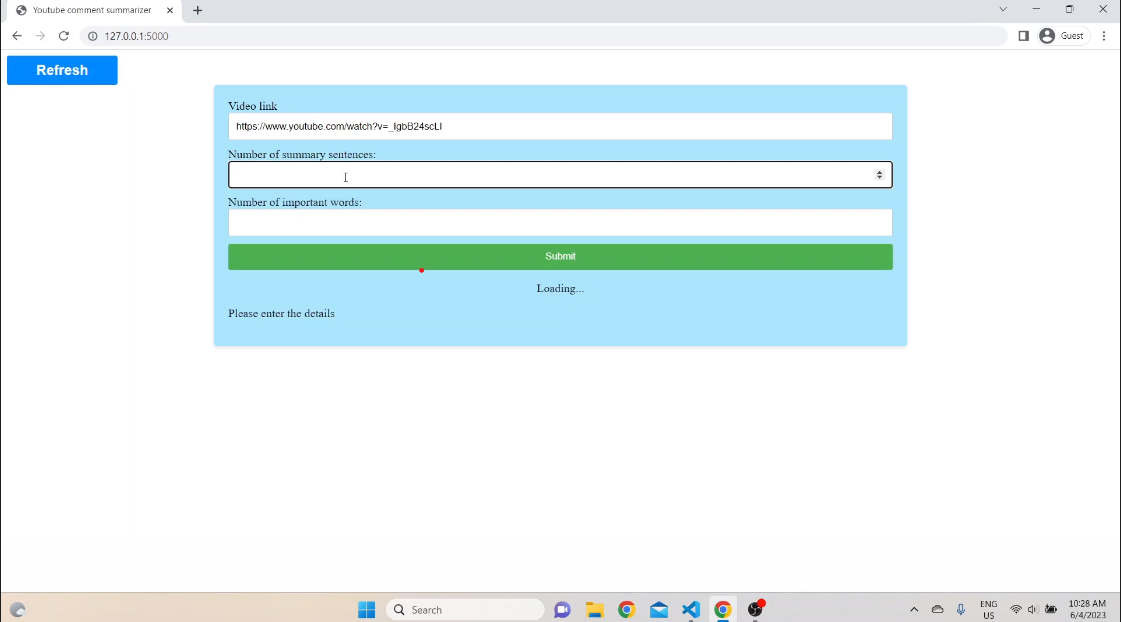 Youtube comment summarizer
127.0.0.1:5000
Guest
Refresh
Video link
https://www.youtube.com/watch?v=_IgbB24scLI
Number of summary sentences:
Number of important words:
Submit
Loading...
Please enter the details
Search
ENG
US
10:28 AM
6/4/2023